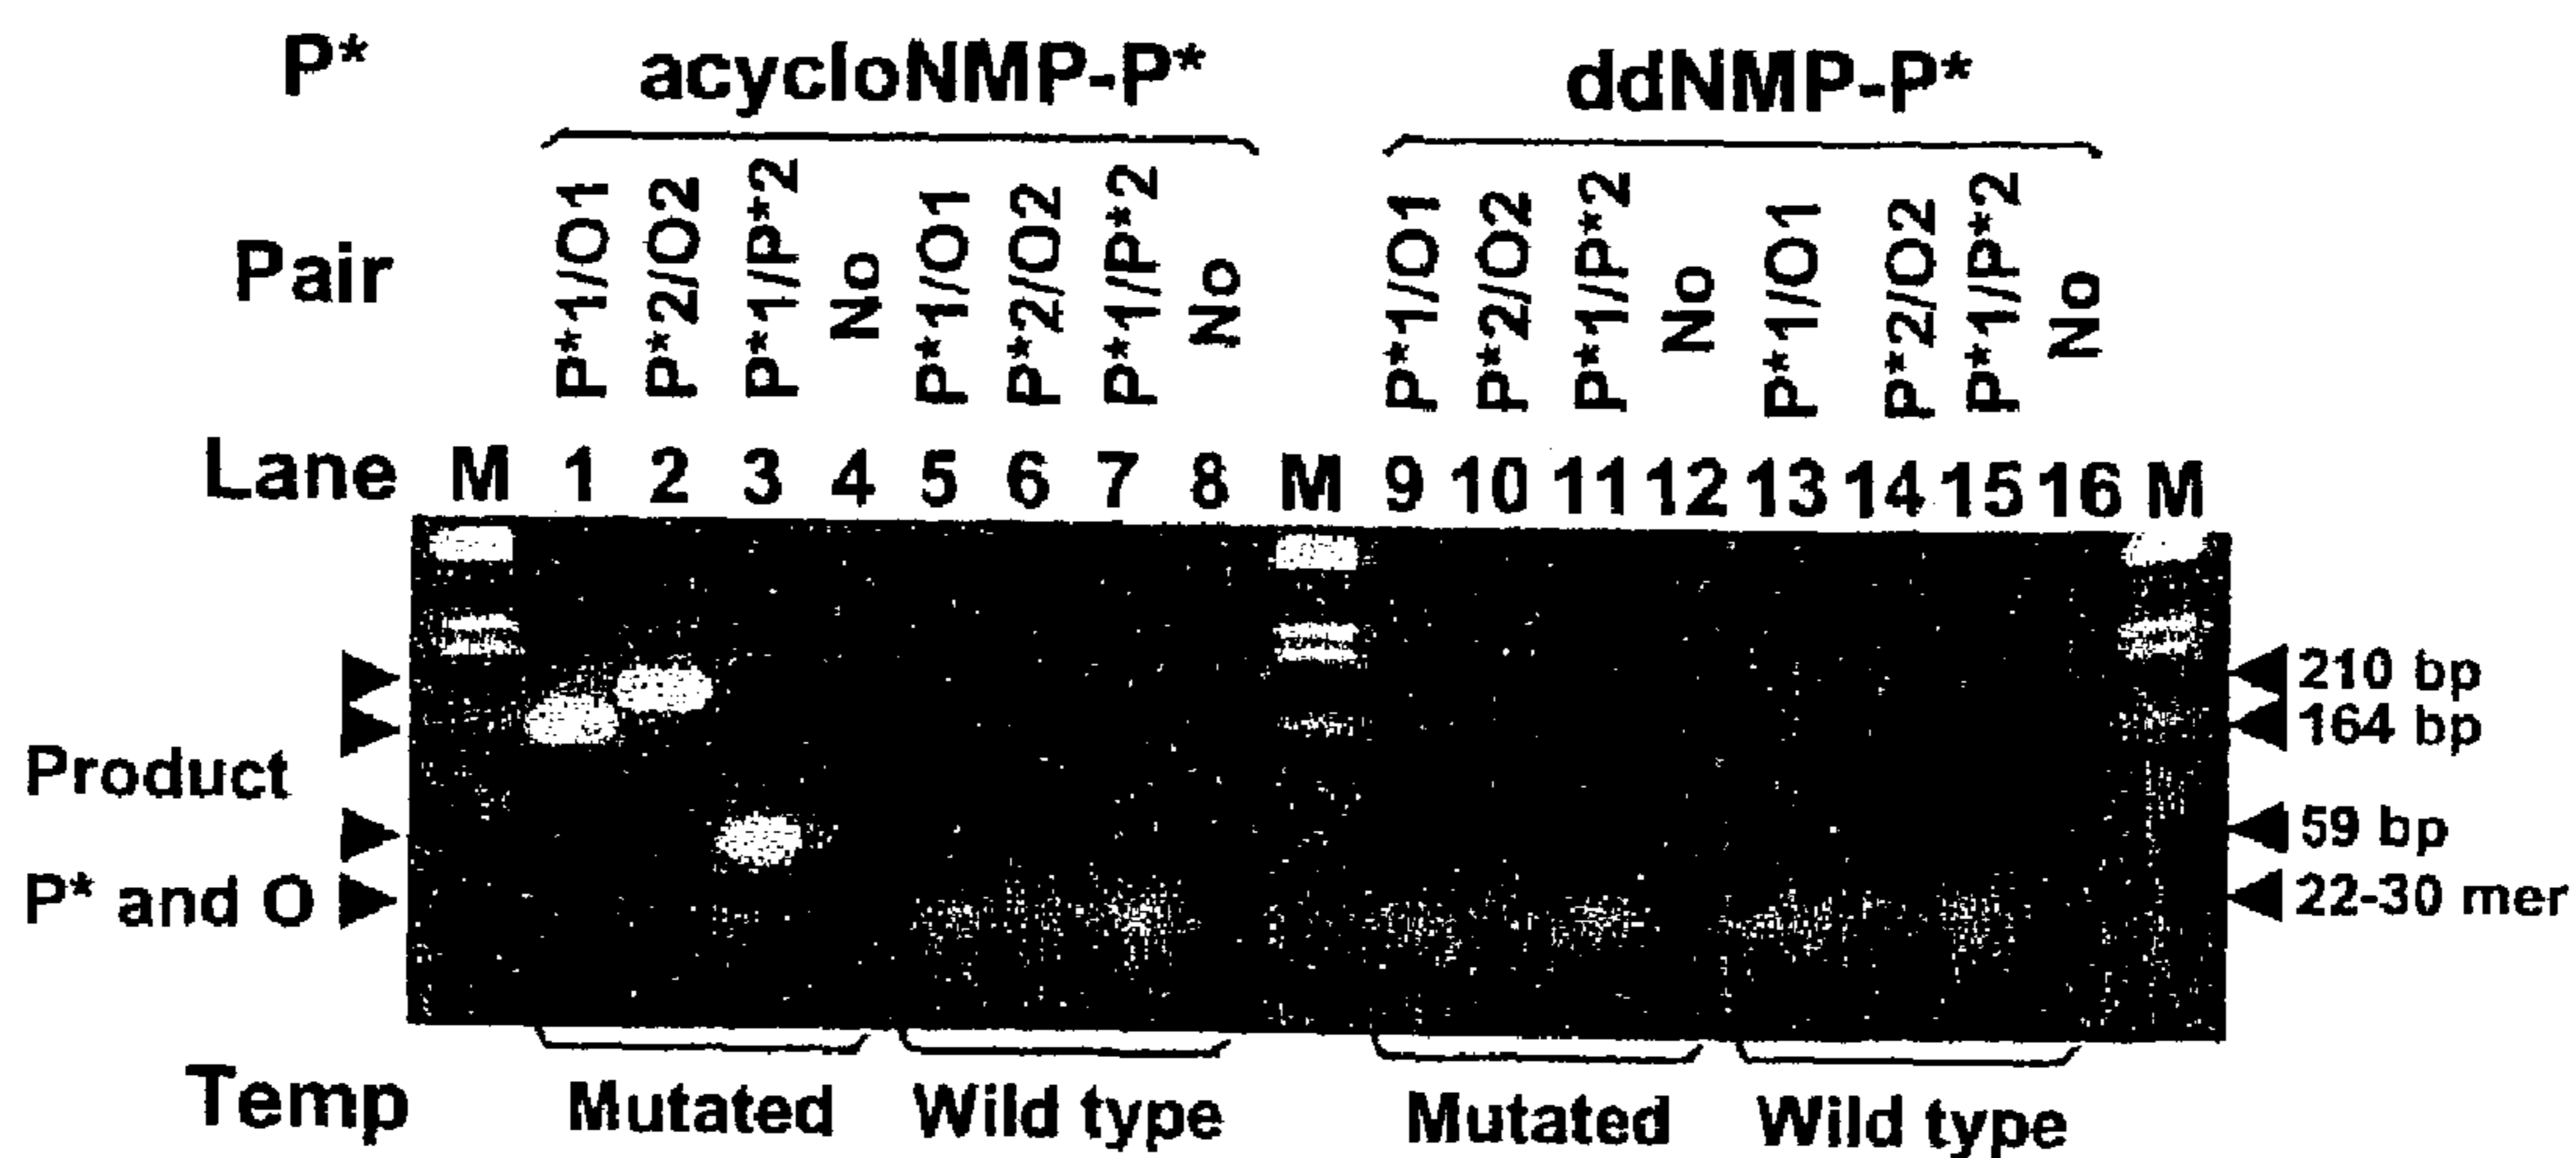 P* acycloNMP-P* ddNMP-P*
Pair P*1/O1 P*2/O2 P*1/P*2 No P*1/O1 P*2/O2 P*1/P*2 No P*1/O1 P*2/O2 P*1/P*2 No P*1/O1 P*2/O2 P*1/P*2 No
Lane M 1 2 3 4 5 6 7 8 M 9 10 11 12 13 14 15 16 M
210 bp
164 bp
Product
59 bp
P* and O 22-30 mer
Temp Mutated Wild type Mutated Wild type